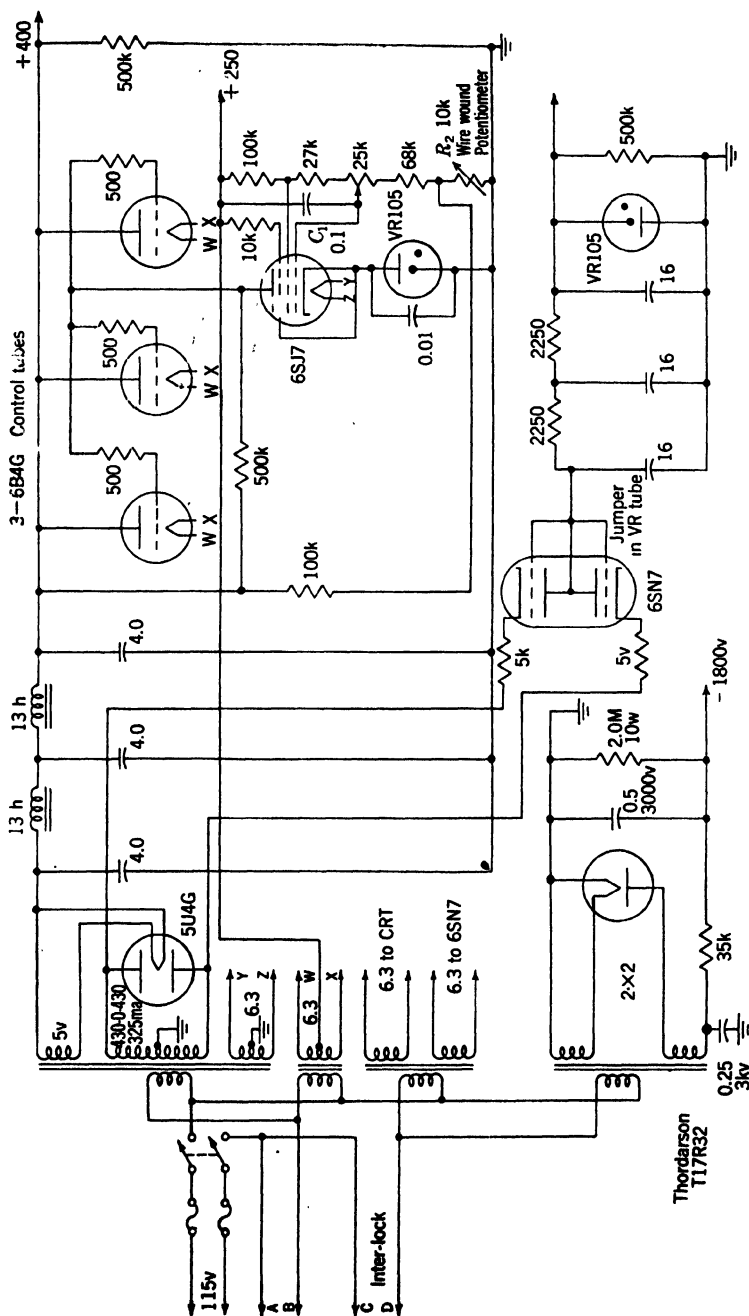 +400
3-6B4G Control tubes
500k
+250
500
500
500
W X
W X
W X
13 h
13 h
4.0
4.0
4.0
5U4G
5v
430-0-430
325ma
100k
27k
25k
68k
R2 10k
Wire wound
Potentiometer
10k
C1
0.1
VR105
6SJ7
Z Y
0.01
500k
100k
Y
6.3
Z
W
6.3
X
6.3 to CRT
6.3 to 6SN7
115v
A
B
C
Inter-lock
D
5k
5v
6SN7
Jumper
in VR tube
2250
2250
16
16
16
VR105
500k
-1800v
2.0M
10w
0.5
3000v
2·X2
35k
0.25
3kv
Thordarson
T17R32